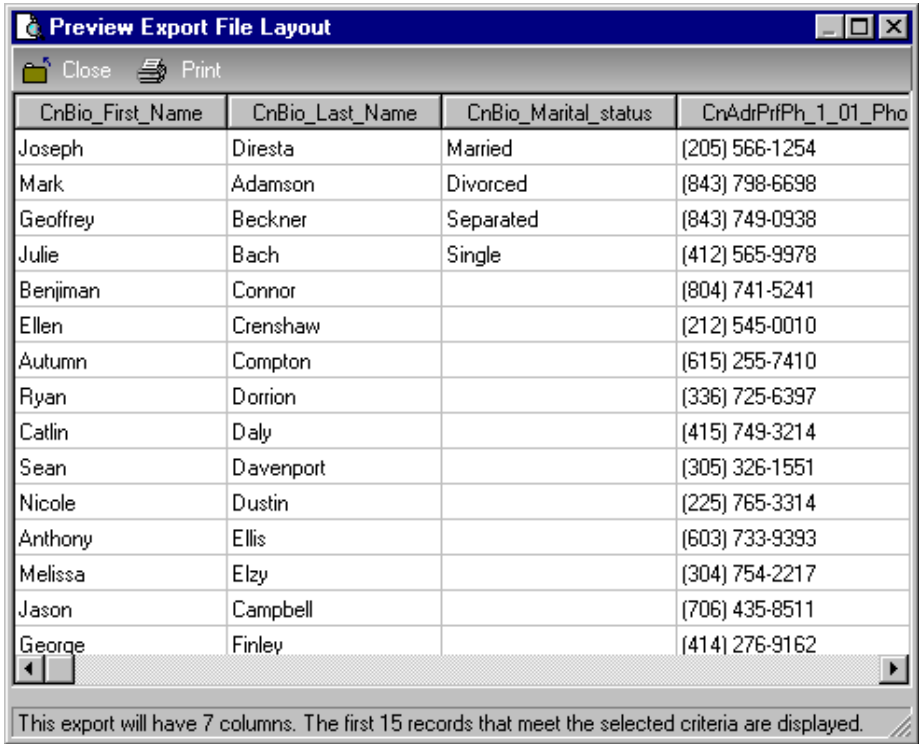 Preview Export File Layout
Close Print
CnBio_First_Name CnBio_Last_Name CnBio_Marital_status CnAdrPrfPh_1_01_Pho
Joseph Diresta Married (205) 566-1254
Mark Adamson Divorced (843) 798-6698
Geoffrey Beckner Separated (843) 749-0938
Julie Bach Single (412) 565-9978
Benjiman Connor (804) 741-5241
Ellen Crenshaw (212) 545-0010
Autumn Compton (615) 255-7410
Ryan Dorrion (336) 725-6397
Catlin Daly (415) 749-3214
Sean Davenport (305) 326-1551
Nicole Dustin (225) 765-3314
Anthony Ellis (603) 733-9393
Melissa Elzy (304) 754-2217
Jason Campbell (706) 435-8511
George Finley (414) 276-9162
This export will have 7 columns. The first 15 records that meet the selected criteria are displayed.